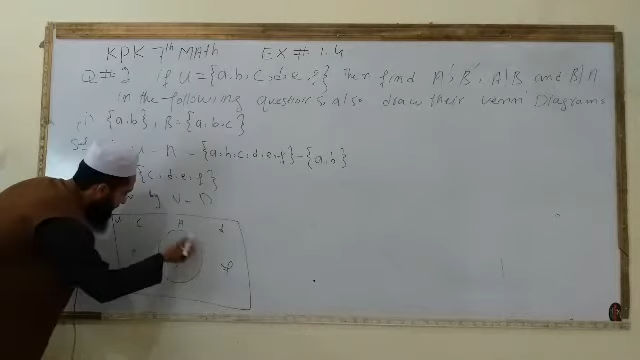 KPK 7th MATH EX # 1.4
Q # 3 if U = {a, b, c, d, e, f} Then find A', B', A\B and B\A
in the following questions also draw their venn Diagrams
{a, b}, B = {a, b, c}
Sol
- {a, b, c, d, e, f} - {a, b}
{c, d, e, f}
by U -
U c A d
e f